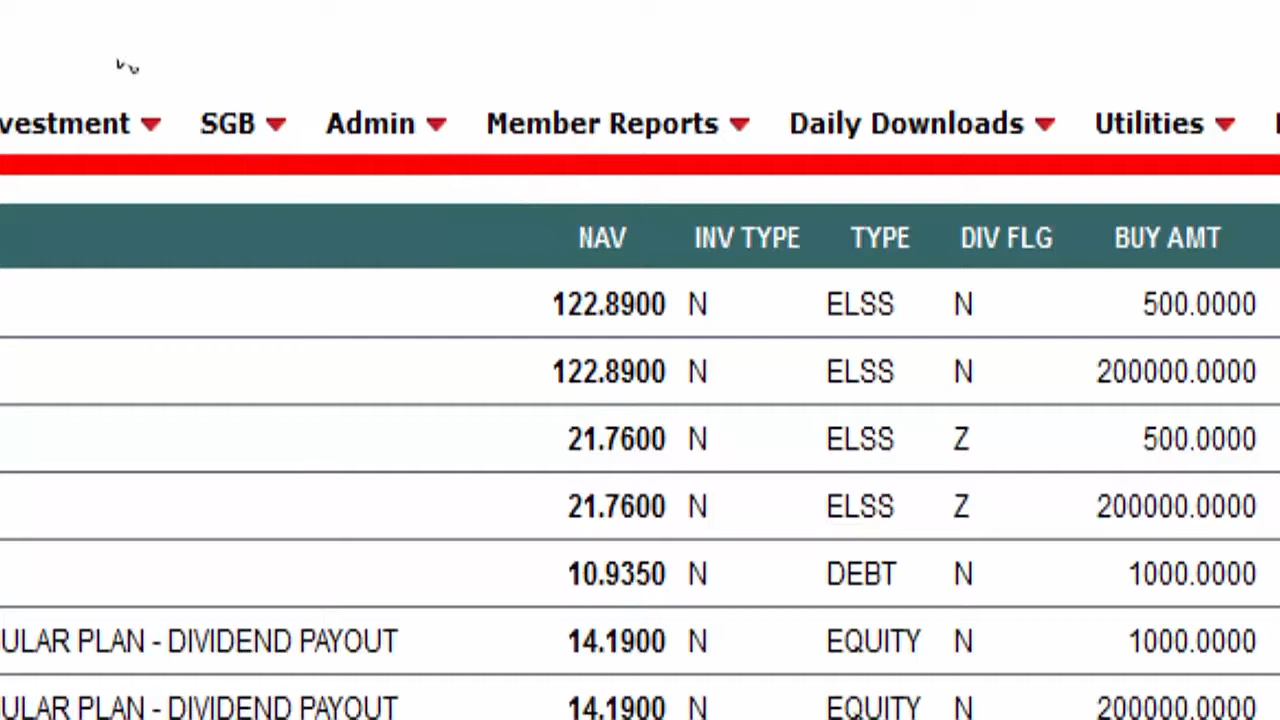 vestment SGB Admin Member Reports Daily Downloads Utilities
NAV INV TYPE TYPE DIV FLG BUY AMT
122.8900 N ELSS N 500.0000
122.8900 N ELSS N 200000.0000
21.7600 N ELSS Z 500.0000
21.7600 N ELSS Z 200000.0000
10.9350 N DEBT N 1000.0000
ULAR PLAN - DIVIDEND PAYOUT 14.1900 N EQUITY N 1000.0000
ULAR PLAN - DIVIDEND PAYOUT 14.1900 N EQUITY N 200000.0000